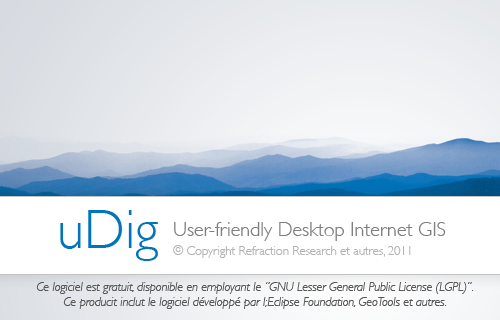 uDig
User-friendly Desktop Internet GIS
© Copyright Refraction Research et autres, 2011
Ce logiciel est gratuit, disponible en employant le "GNU Lesser General Public License (LGPL)".
Ce producit inclut le logiciel développé par l;Eclipse Foundation, GeoTools et autres.